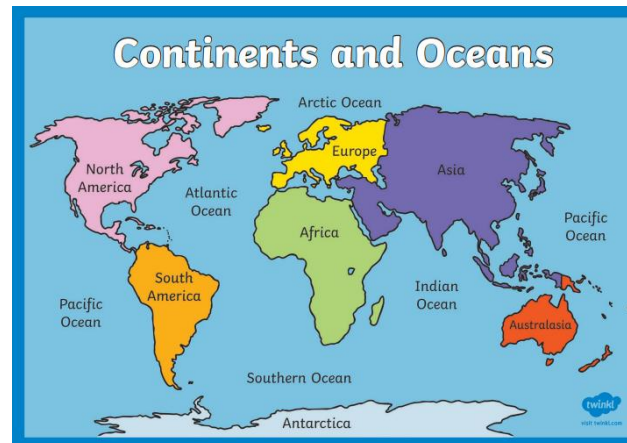 Continents and Oceans
Arctic Ocean
North
America
Europe
Asia
Atlantic
Ocean
Africa
Pacific
Ocean
South
America
Indian
Ocean
Pacific
Ocean
Australasia
Southern Ocean
Antarctica
twinkl
visit twinkl.com